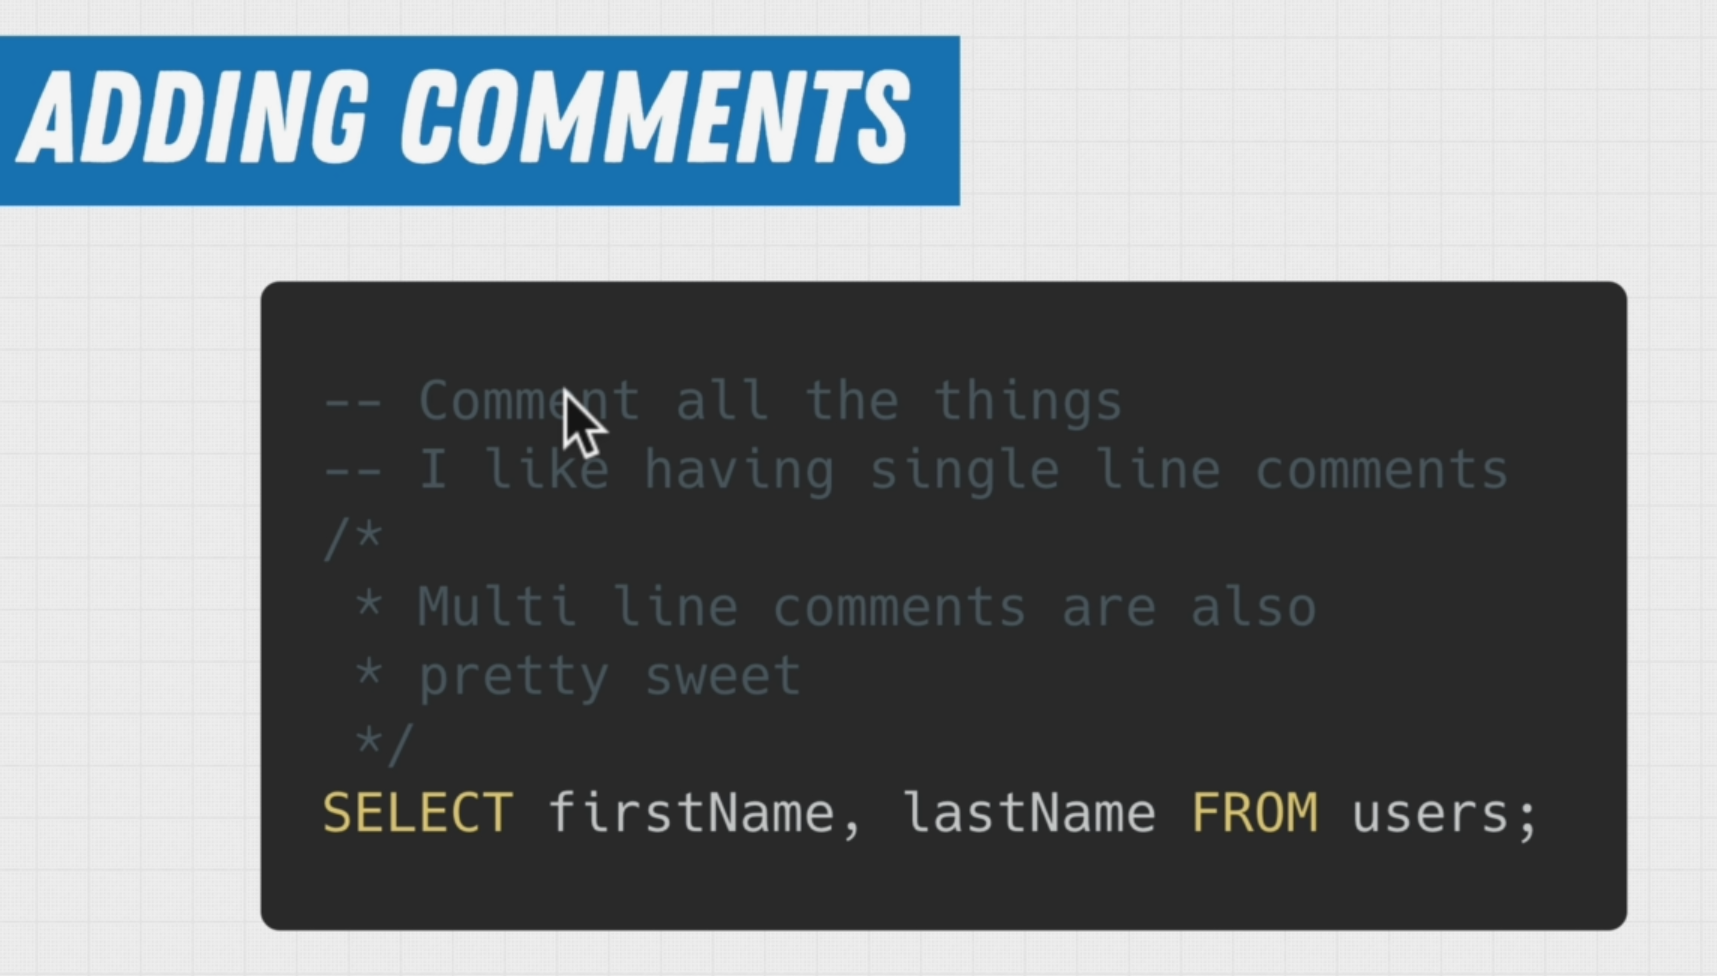 ADDING COMMENTS
-- Comment all the things
-- I like having single line comments
/*
 * Multi line comments are also
 * pretty sweet
 */
SELECT firstName, lastName FROM users;